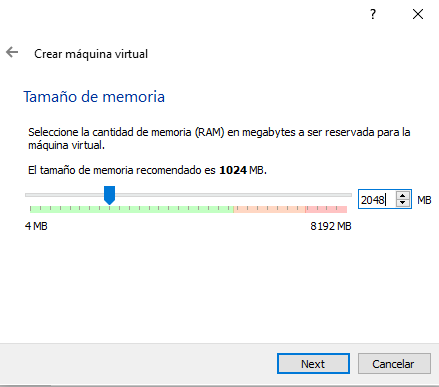 ?
Crear máquina virtual
Tamaño de memoria
Seleccione la cantidad de memoria (RAM) en megabytes a ser reservada para la
máquina virtual.
El tamaño de memoria recomendado es 1024 MB.
2048 MB
4 MB 8192 MB
Next Cancelar